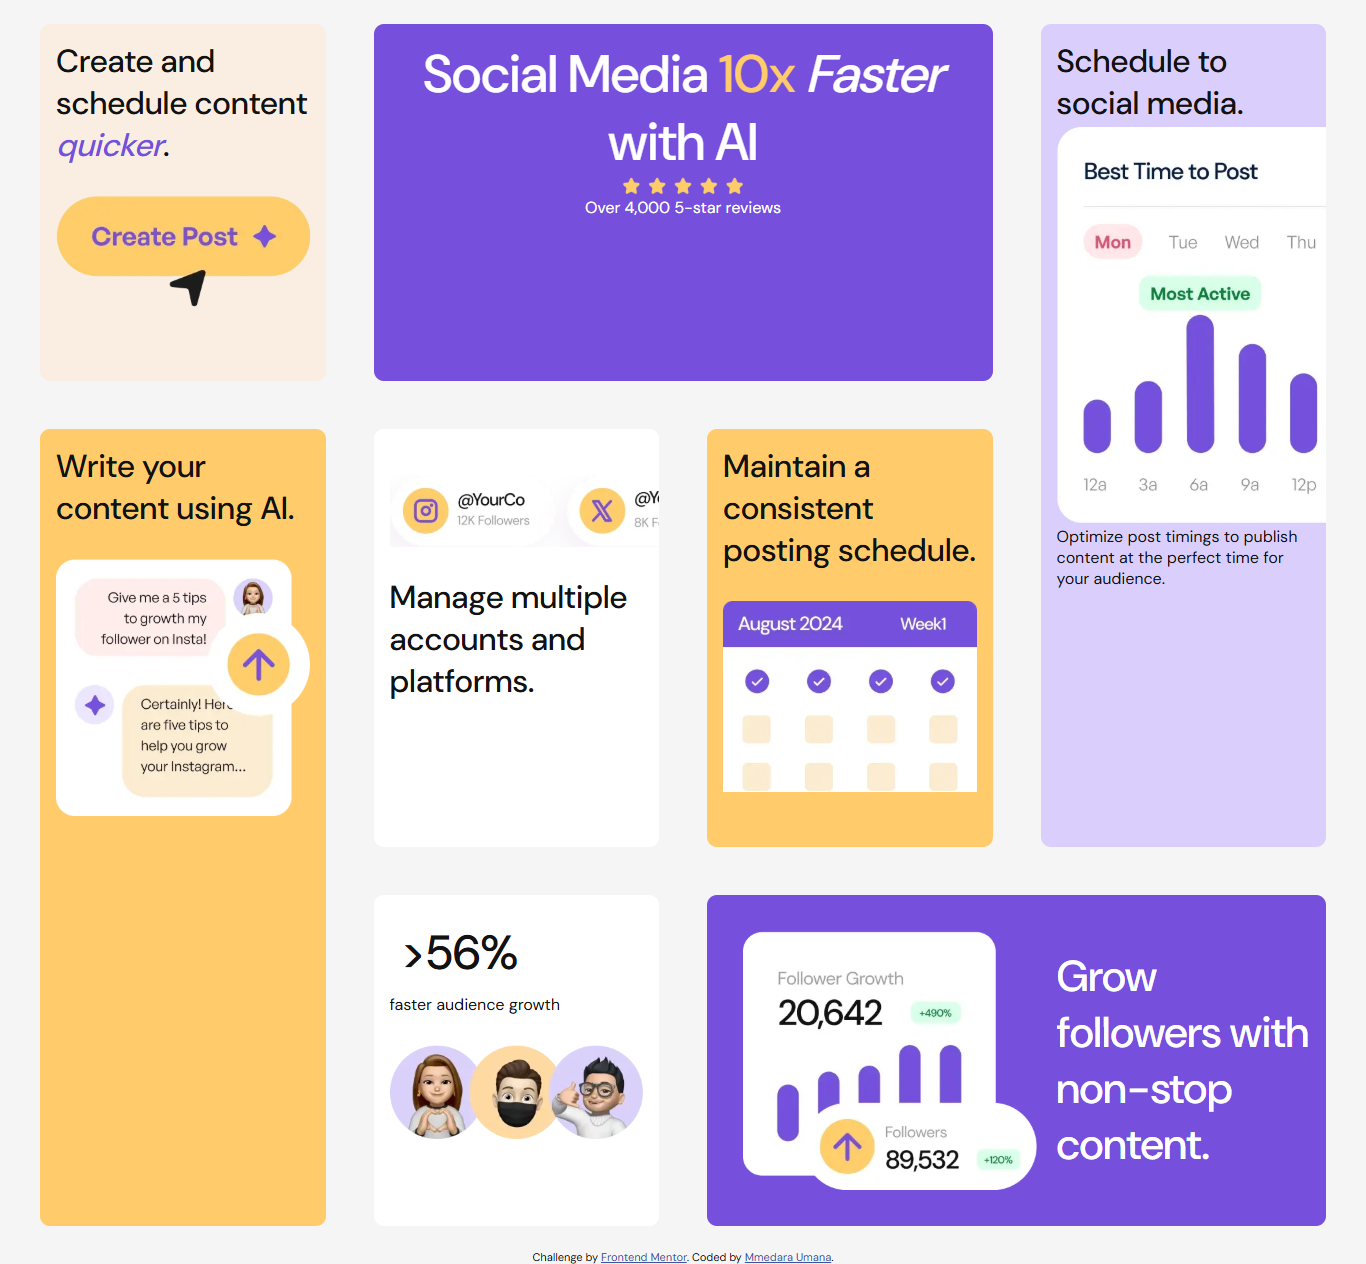 Create and
schedule content
quicker.
Create Post
Social Media 10x Faster
with AI
Over 4,000 5-star reviews
Schedule to
social media.
Best Time to Post
Mon Tue Wed Thu
Most Active
12a 3a 6a 9a 12p
Optimize post timings to publish
content at the perfect time for
your audience.
Write your
content using AI.
Give me a 5 tips
to growth my
follower on Insta!
Certainly! Here
are five tips to
help you grow
your Instagram...
@YourCo
12K Followers
@Yo
8K F
Manage multiple
accounts and
platforms.
Maintain a
consistent
posting schedule.
August 2024 Week1
>56%
faster audience growth
Follower Growth
20,642 +490%
Followers
89,532 +120%
Grow
followers with
non-stop
content.
Challenge by Frontend Mentor. Coded by Mmedara Umana.